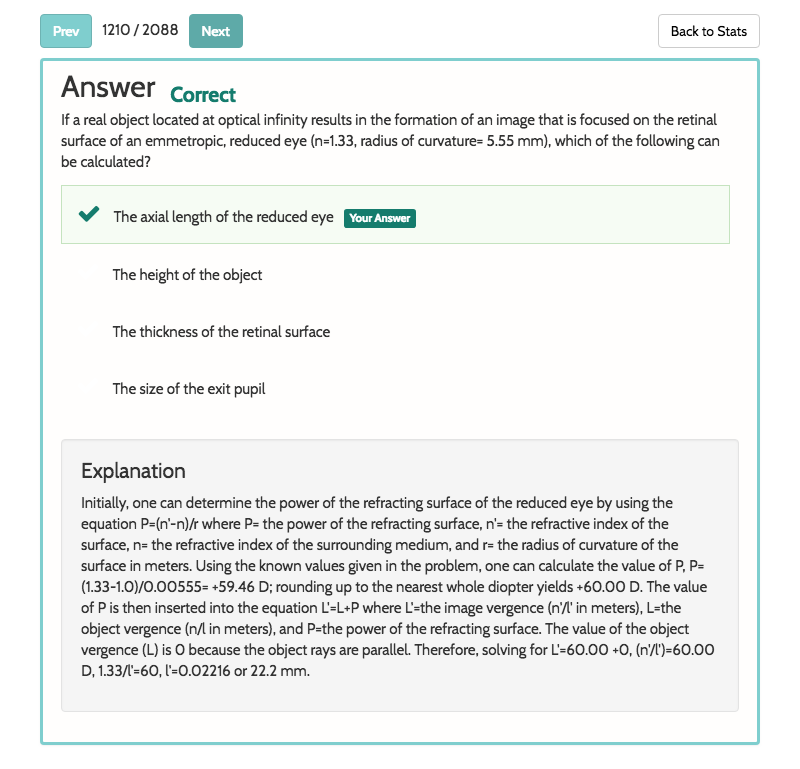 Prev 1210 / 2088 Next Back to Stats
Answer Correct
If a real object located at optical infinity results in the formation of an image that is focused on the retinal
surface of an emmetropic, reduced eye (n=1.33, radius of curvature= 5.55 mm), which of the following can
be calculated?
The axial length of the reduced eye Your Answer
The height of the object
The thickness of the retinal surface
The size of the exit pupil
Explanation
Initially, one can determine the power of the refracting surface of the reduced eye by using the
equation P=(n'-n)/r where P= the power of the refracting surface, n'= the refractive index of the
surface, n= the refractive index of the surrounding medium, and r= the radius of curvature of the
surface in meters. Using the known values given in the problem, one can calculate the value of P, P=
(1.33-1.0)/0.00555= +59.46 D; rounding up to the nearest whole diopter yields +60.00 D. The value
of P is then inserted into the equation L'=L+P where L'=the image vergence (n'/l' in meters), L=the
object vergence (n/l in meters), and P=the power of the refracting surface. The value of the object
vergence (L) is 0 because the object rays are parallel. Therefore, solving for L'=60.00 +0, (n'/l')=60.00
D, 1.33/l'=60, l'=0.02216 or 22.2 mm.